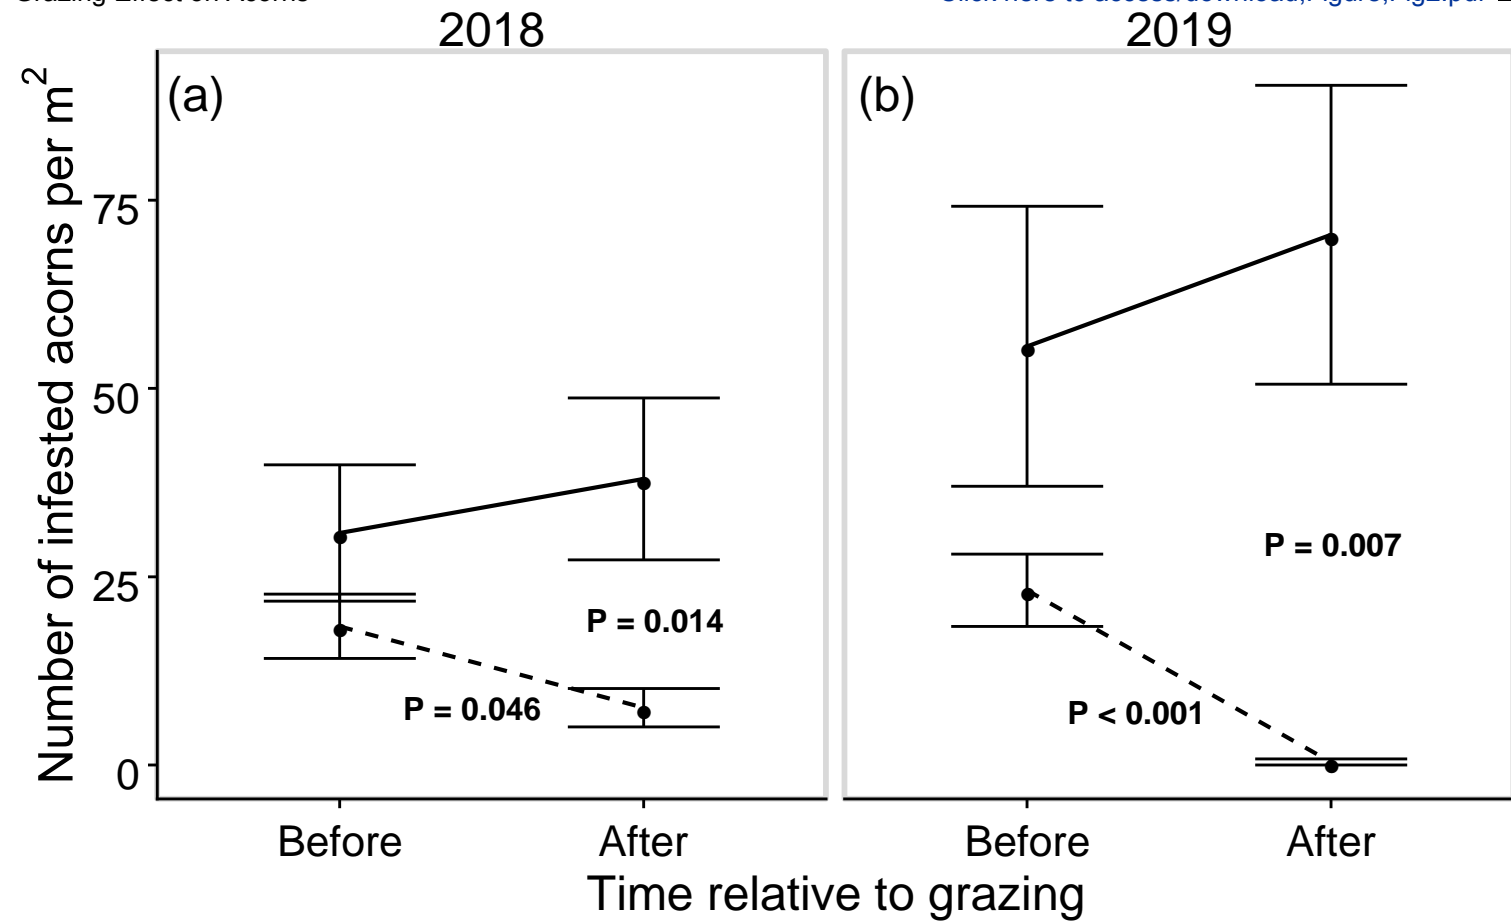 2018 2019
(a) (b)
Number of infested acorns per m2
75
50
25
0
P = 0.007
P = 0.014
P = 0.046
P < 0.001
Before After Before After
Time relative to grazing